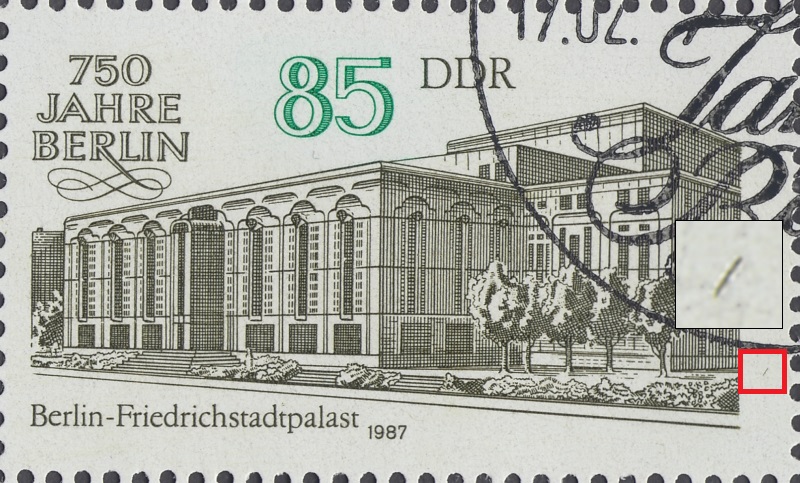 750
JAHRE
BERLIN
85
DDR
17.02.
Berlin-Friedrichstadtpalast
1987